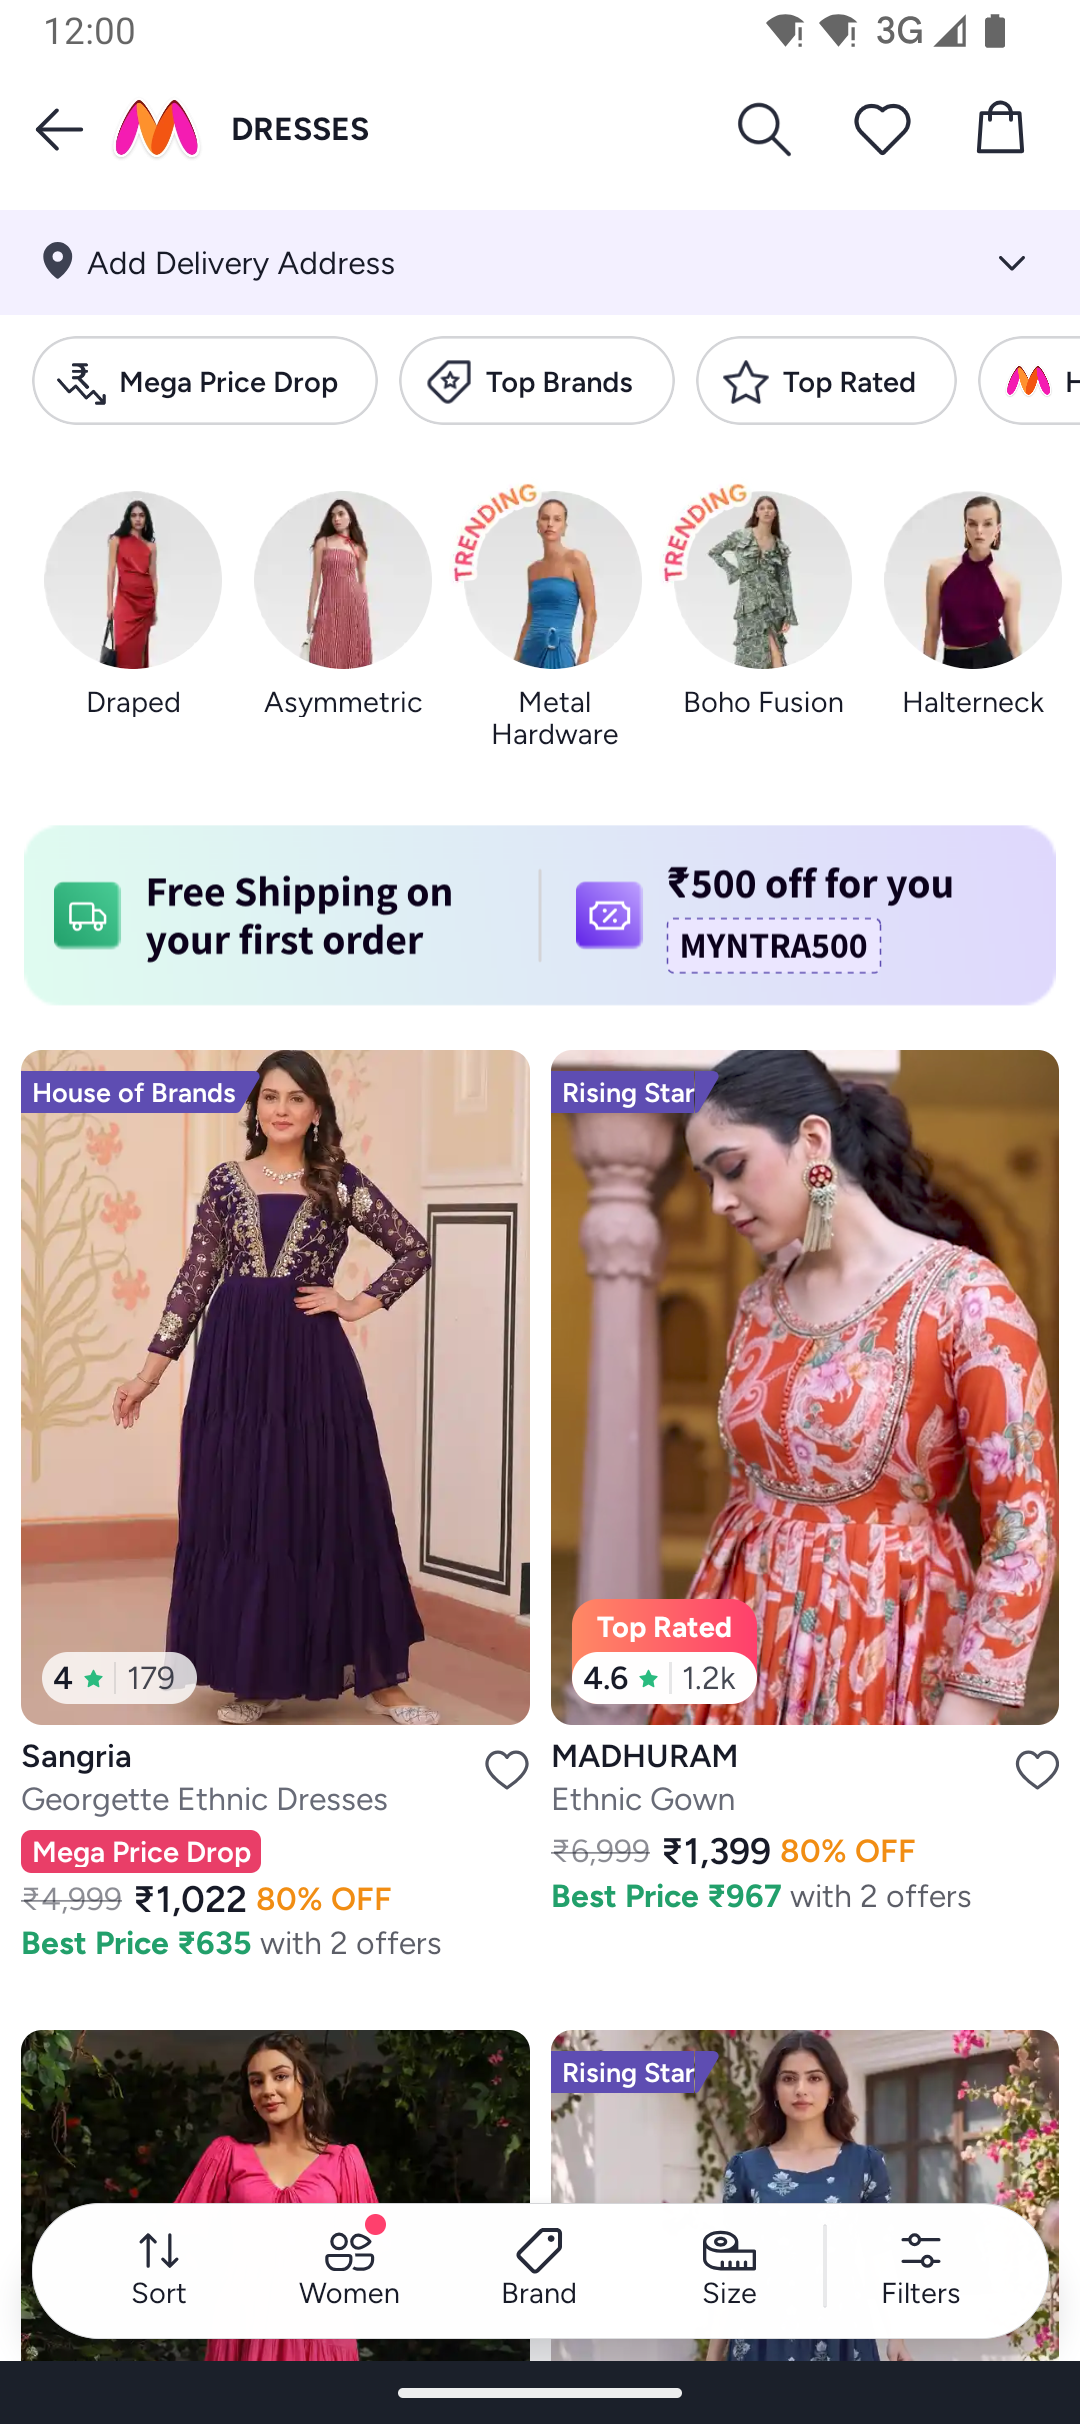 12:00
3G
DRESSES
Add Delivery Address
Mega Price Drop
Top Brands
Top Rated
H
TRENDING
TRENDING
Draped
Asymmetric
Metal
Hardware
Boho Fusion
Halterneck
Free Shipping on
your first order
₹500 off for you
MYNTRA500
House of Brands
4 179
Rising Star
Top Rated
4.6 1.2k
Sangria
Georgette Ethnic Dresses
Mega Price Drop
₹4,999 ₹1,022 80% OFF
Best Price ₹635 with 2 offers
MADHURAM
Ethnic Gown
₹6,999 ₹1,399 80% OFF
Best Price ₹967 with 2 offers
Rising Star
Sort
Women
Brand
Size
Filters